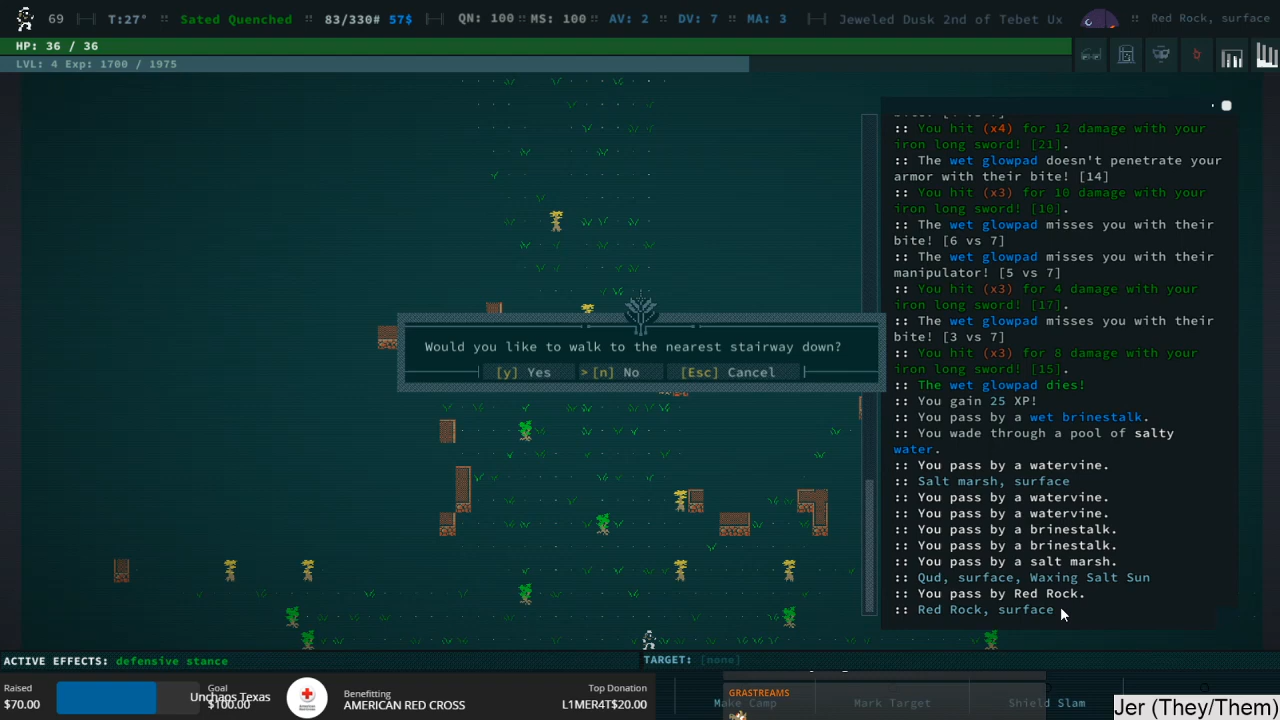 69
T:27° :: Sated Quenched :: 83/330# 57$
QN: 100 :: MS: 100 :: AV: 2 :: DV: 7 :: MA: 3
Jeweled Dusk 2nd of Tebet Ux
:: Red Rock, surface
HP: 36 / 36
LVL: 4 Exp: 1700 / 1975
:: You hit (x4) for 12 damage with your
iron long sword! [21].
:: The wet glowpad doesn't penetrate your
armor with their bite! [14]
:: You hit (x3) for 10 damage with your
iron long sword! [10].
:: The wet glowpad misses you with their
bite! [6 vs 7]
:: The wet glowpad misses you with their
manipulator! [5 vs 7]
:: You hit (x3) for 4 damage with your
iron long sword! [17].
:: The wet glowpad misses you with their
bite! [3 vs 7]
:: You hit (x3) for 8 damage with your
iron long sword! [15].
:: The wet glowpad dies!
:: You gain 25 XP!
:: You pass by a wet brinestalk.
:: You wade through a pool of salty
water.
:: You pass by a watervine.
:: Salt marsh, surface
:: You pass by a watervine.
:: You pass by a watervine.
:: You pass by a brinestalk.
:: You pass by a brinestalk.
:: You pass by a salt marsh.
:: Qud, surface, Waxing Salt Sun
:: You pass by Red Rock.
:: Red Rock, surface
Would you like to walk to the nearest stairway down?
[y] Yes >[n] No [Esc] Cancel
ACTIVE EFFECTS: defensive stance
TARGET: [none]
Raised
$70.00
Goal
Unchaos Texas
Benefitting
AMERICAN RED CROSS
Top Donation
L1MER4T$20.00
GRASTREAMS
Make Camp
Mark Target
Shield Slam
Jer (They/Them)